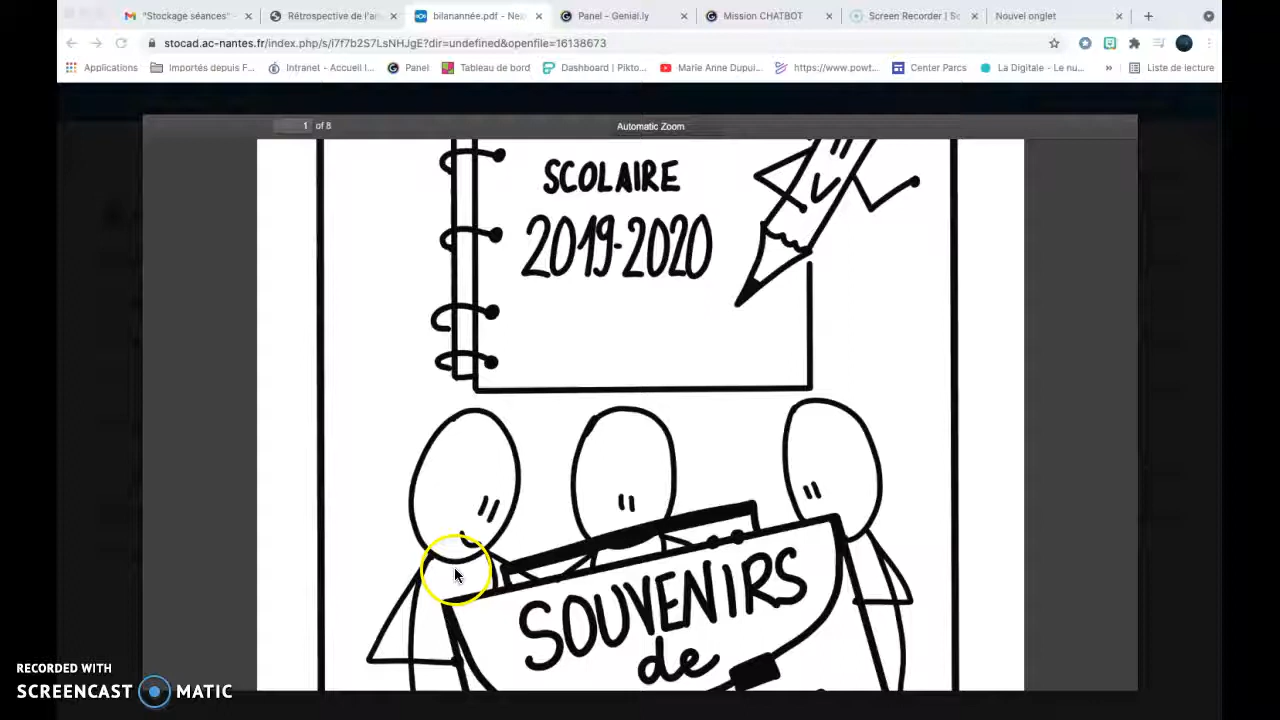 "Stockage séances" -
Rétrospective de l'an
bilanannée.pdf - Nex
Panel - Genial.ly
Mission CHATBOT
Screen Recorder | Sc
Nouvel onglet
stocad.ac-nantes.fr/index.php/s/i7f7b2S7LsNHJgE?dir=undefined&openfile=16138673
Applications
Importés depuis F...
Intranet - Accueil I...
Panel
Tableau de bord
Dashboard | Pikto...
Marie Anne Dupui...
https://www.powt...
Center Parcs
La Digitale - Le nu...
»
Liste de lecture
1 of 8
Automatic Zoom
SCOLAIRE
2019-2020
SOUVENIRS
de
RECORDED WITH
SCREENCAST MATIC